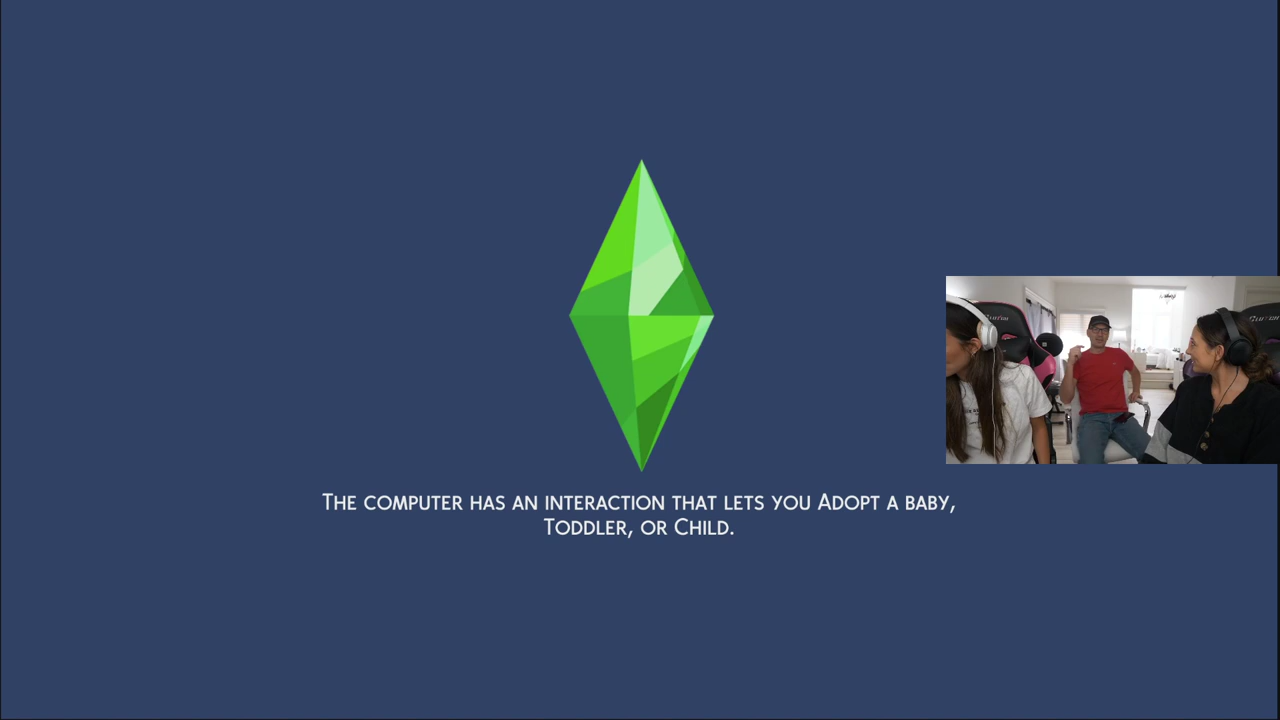 The computer has an interaction that lets you Adopt a baby,
Toddler, or Child.